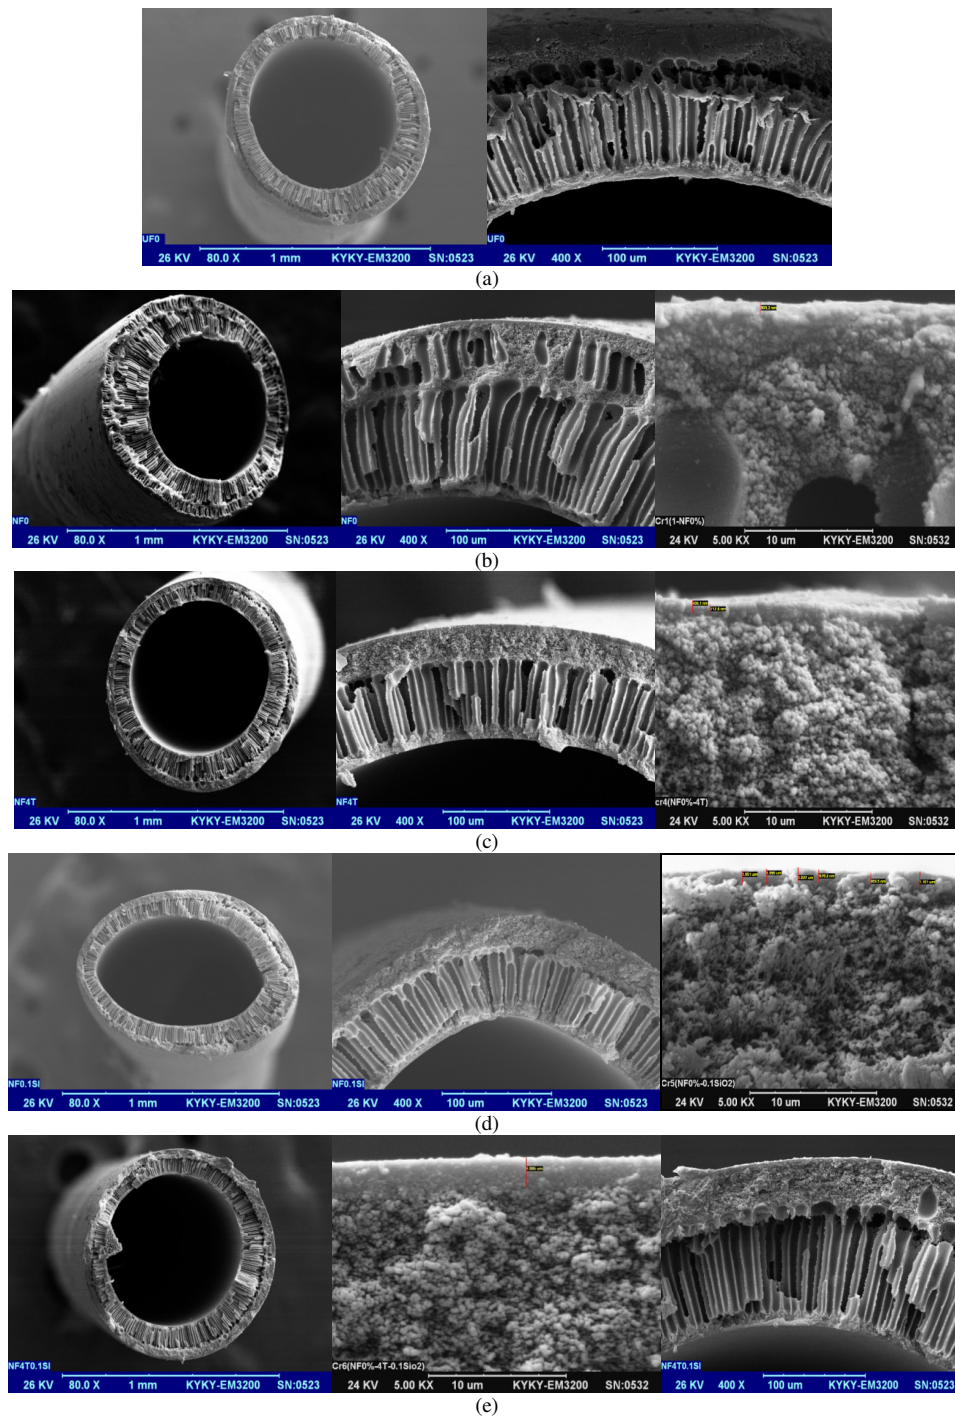 UF0
26 KV 80.0 X 1 mm KYKY-EM3200 SN:0523
UF0
26 KV 400 X 100 um KYKY-EM3200 SN:0523
(a)
NF0
26 KV 80.0 X 1 mm KYKY-EM3200 SN:0523
NF0
26 KV 400 X 100 um KYKY-EM3200 SN:0523
Cr1(1-NF0%)
24 KV 5.00 KX 10 um KYKY-EM3200 SN:0532
(b)
NF4T
26 KV 80.0 X 1 mm KYKY-EM3200 SN:0523
NF4T
26 KV 400 X 100 um KYKY-EM3200 SN:0523
cr4(NF0%-4T)
24 KV 5.00 KX 10 um KYKY-EM3200 SN:0532
(c)
NF0.1SI
26 KV 80.0 X 1 mm KYKY-EM3200 SN:0523
NF0.1SI
26 KV 400 X 100 um KYKY-EM3200 SN:0523
Cr5(NF0%-0.1SiO2)
24 KV 5.00 KX 10 um KYKY-EM3200 SN:0532
(d)
NF4T0.1SI
26 KV 80.0 X 1 mm KYKY-EM3200 SN:0523
Cr6(NF0%-4T-0.1Sio2)
24 KV 5.00 KX 10 um KYKY-EM3200 SN:0532
NF4T0.1SI
26 KV 400 X 100 um KYKY-EM3200 SN:0523
(e)